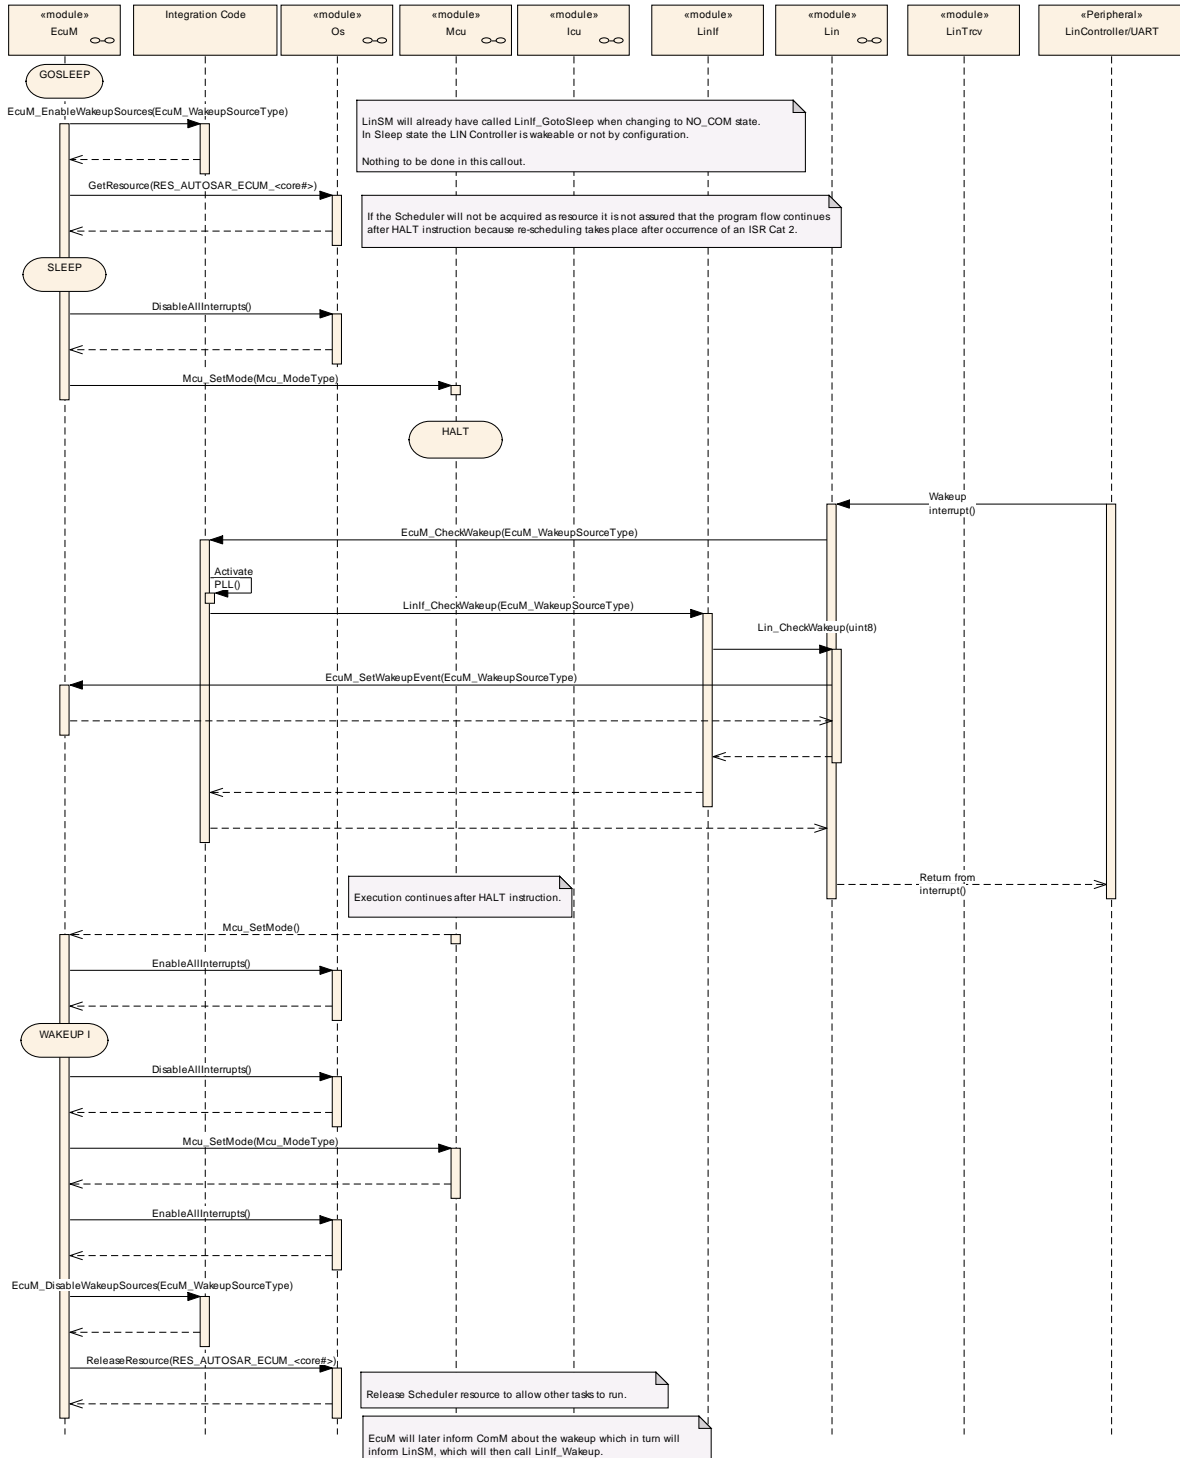 «module»
EcuM
Integration Code
«module»
Os
«module»
Mcu
«module»
Icu
«module»
LinIf
«module»
Lin
«module»
LinTrcv
«Peripheral»
LinController/UART
GOSLEEP
EcuM_EnableWakeupSources(EcuM_WakeupSourceType)
LinSM will already have called LinIf_GotoSleep when changing to NO_COM state.
In Sleep state the LIN Controller is wakeable or not by configuration.
Nothing to be done in this callout.
GetResource(RES_AUTOSAR_ECUM_<core#>)
If the Scheduler will not be acquired as resource it is not assured that the program flow continues
after HALT instruction because re-scheduling takes place after occurrence of an ISR Cat 2.
SLEEP
DisableAllInterrupts()
Mcu_SetMode(Mcu_ModeType)
HALT
Wakeup
interrupt()
EcuM_CheckWakeup(EcuM_WakeupSourceType)
Activate
PLL()
LinIf_CheckWakeup(EcuM_WakeupSourceType)
Lin_CheckWakeup(uint8)
EcuM_SetWakeupEvent(EcuM_WakeupSourceType)
Return from
interrupt()
Execution continues after HALT instruction.
Mcu_SetMode()
EnableAllInterrupts()
WAKEUP I
DisableAllInterrupts()
Mcu_SetMode(Mcu_ModeType)
EnableAllInterrupts()
EcuM_DisableWakeupSources(EcuM_WakeupSourceType)
ReleaseResource(RES_AUTOSAR_ECUM_<core#>)
Release Scheduler resource to allow other tasks to run.
EcuM will later inform ComM about the wakeup which in turn will
inform LinSM, which will then call LinIf_Wakeup.